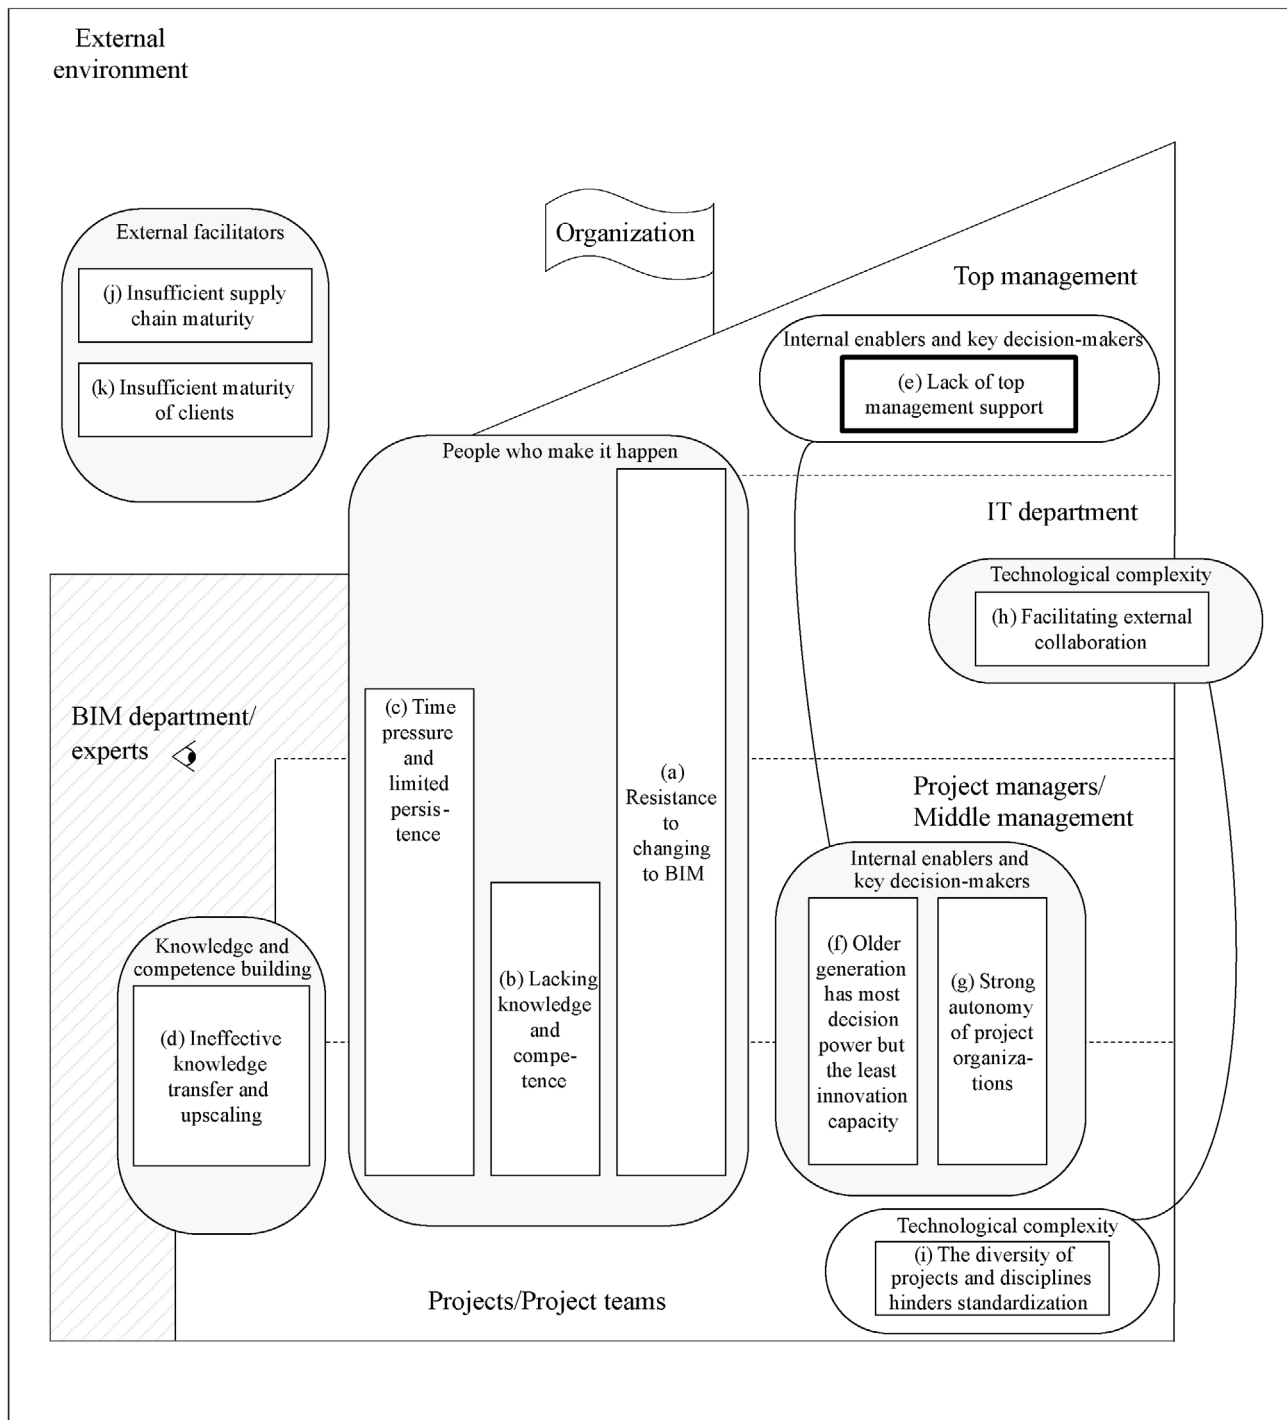 External
environment
External facilitators
(j) Insufficient supply
chain maturity
(k) Insufficient maturity
of clients
Organization
Top management
Internal enablers and key decision-makers
(e) Lack of top
management support
People who make it happen
IT department
Technological complexity
(h) Facilitating external
collaboration
BIM department/
experts
(c) Time
pressure
and
limited
persis-
tence
(b) Lacking
knowledge
and
compe-
tence
(a)
Resistance
to
changing
to BIM
Project managers/
Middle management
Internal enablers and
key decision-makers
(f) Older
generation
has most
decision
power but
the least
innovation
capacity
(g) Strong
autonomy
of project
organiza-
tions
Knowledge and
competence building
(d) Ineffective
knowledge
transfer and
upscaling
Technological complexity
(i) The diversity of
projects and disciplines
hinders standardization
Projects/Project teams